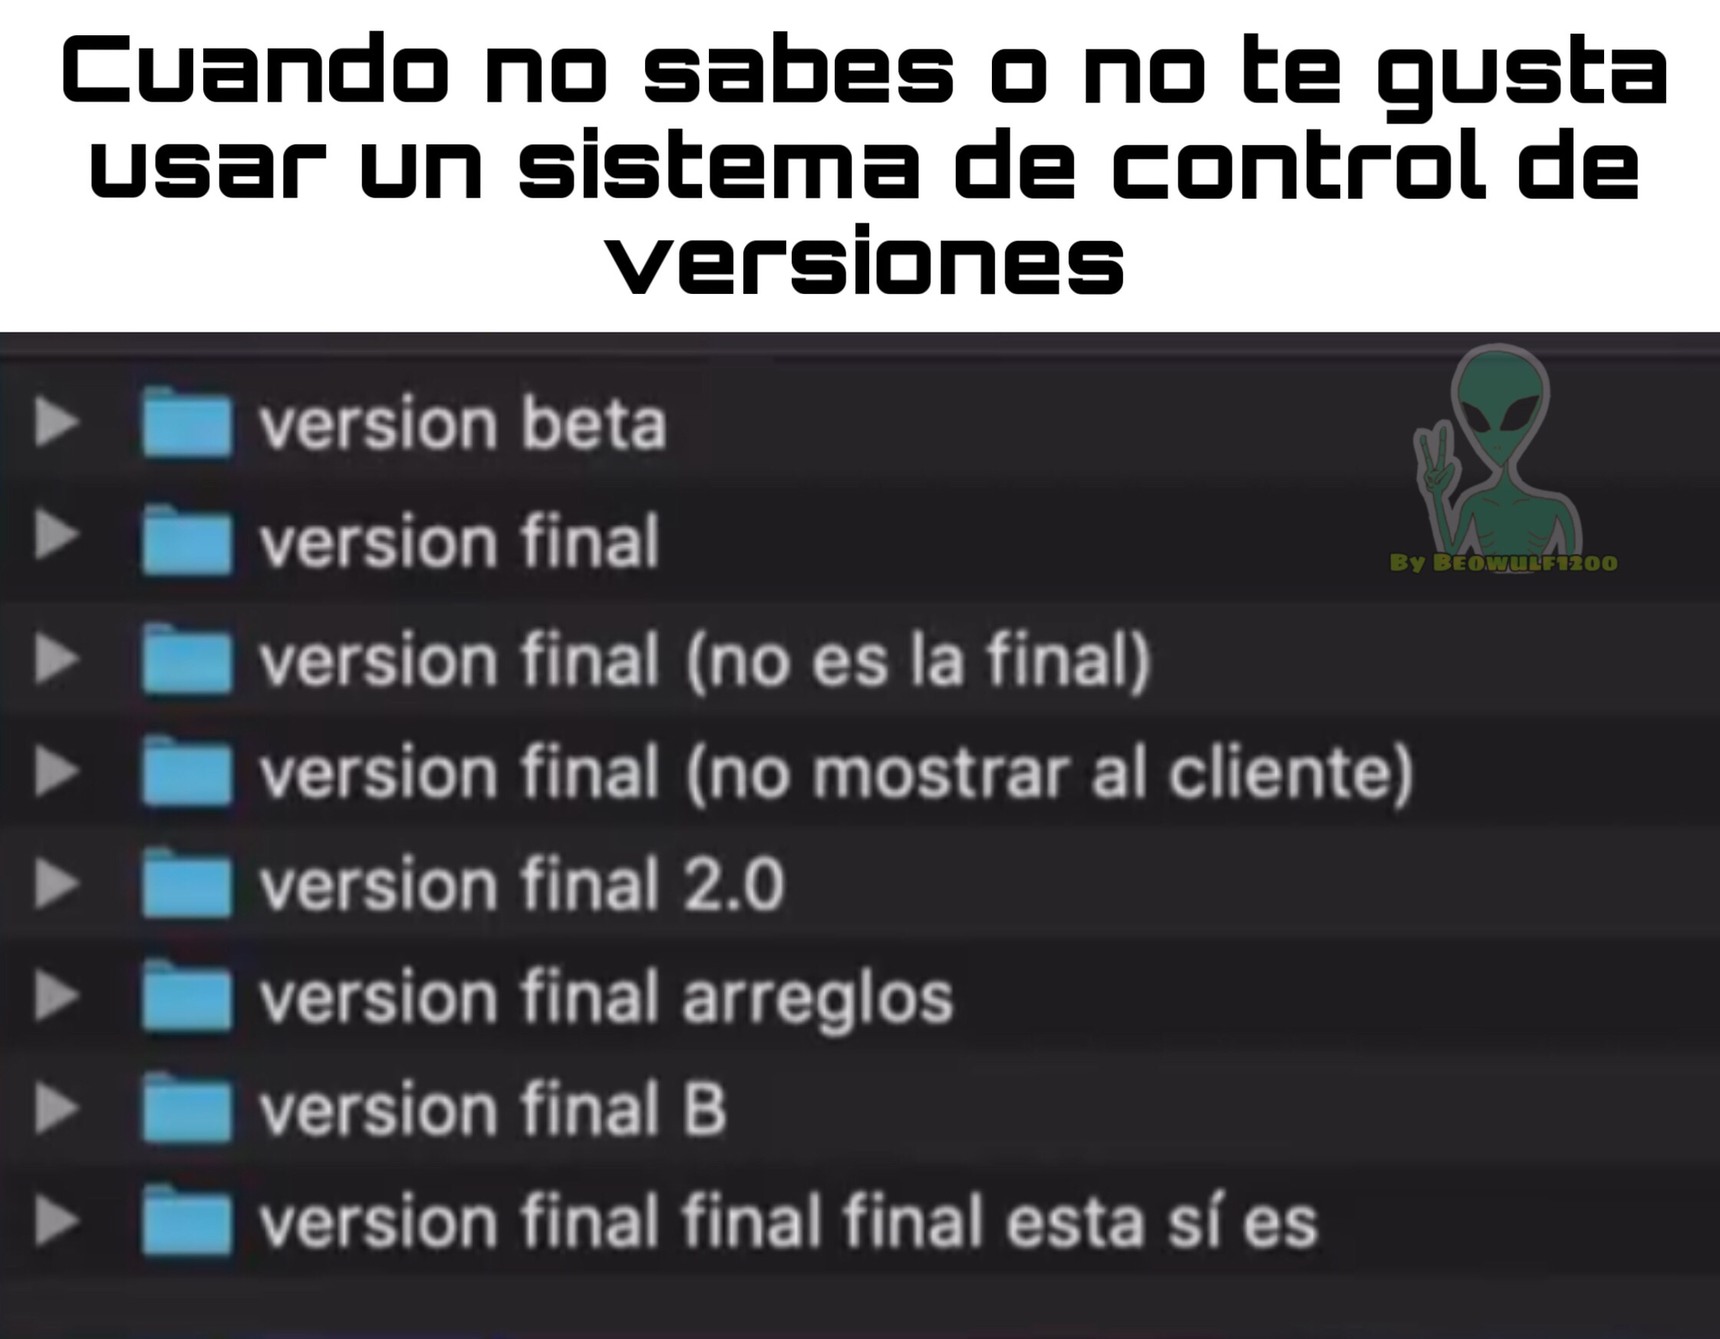 Cuando no sabes o no te gusta
usar un sistema de control de
versiones
version beta
version final
By Beowulf1200
version final (no es la final)
version final (no mostrar al cliente)
version final 2.0
version final arreglos
version final B
version final final final esta sí es